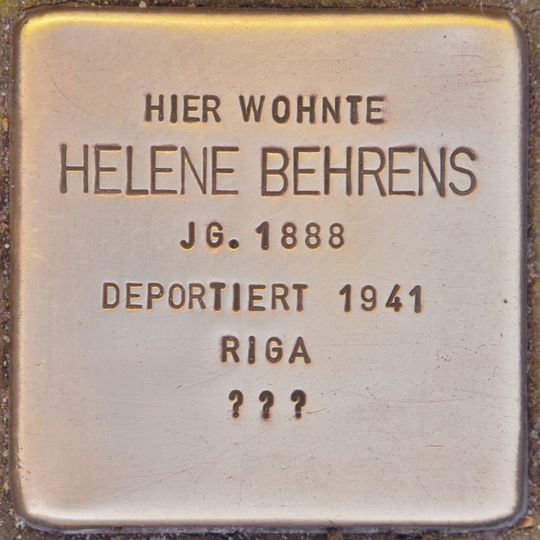 HIER WOHNTE
HELENE BEHRENS
JG. 1888
DEPORTIERT 1941
RIGA
???